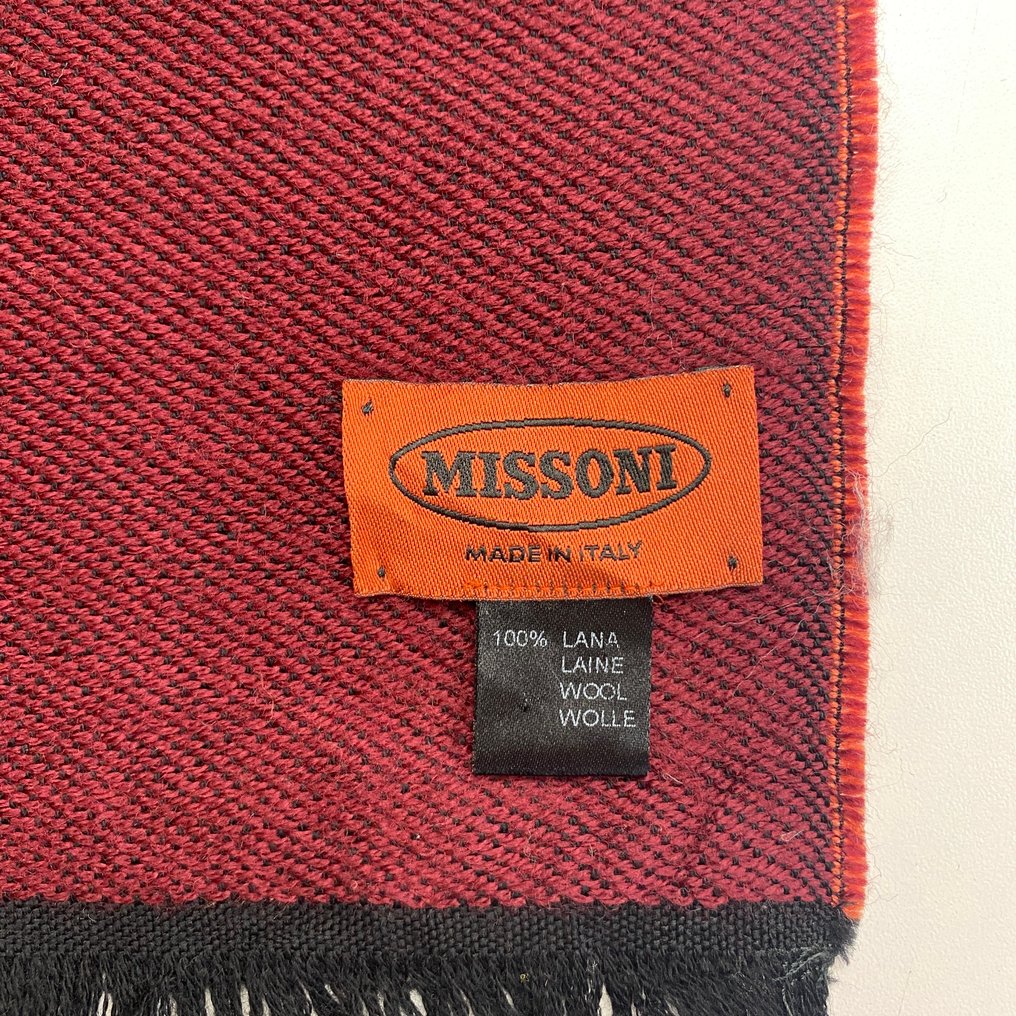 MISSONI
MADE IN ITALY
100% LANA
LAINE
WOOL
WOLLE